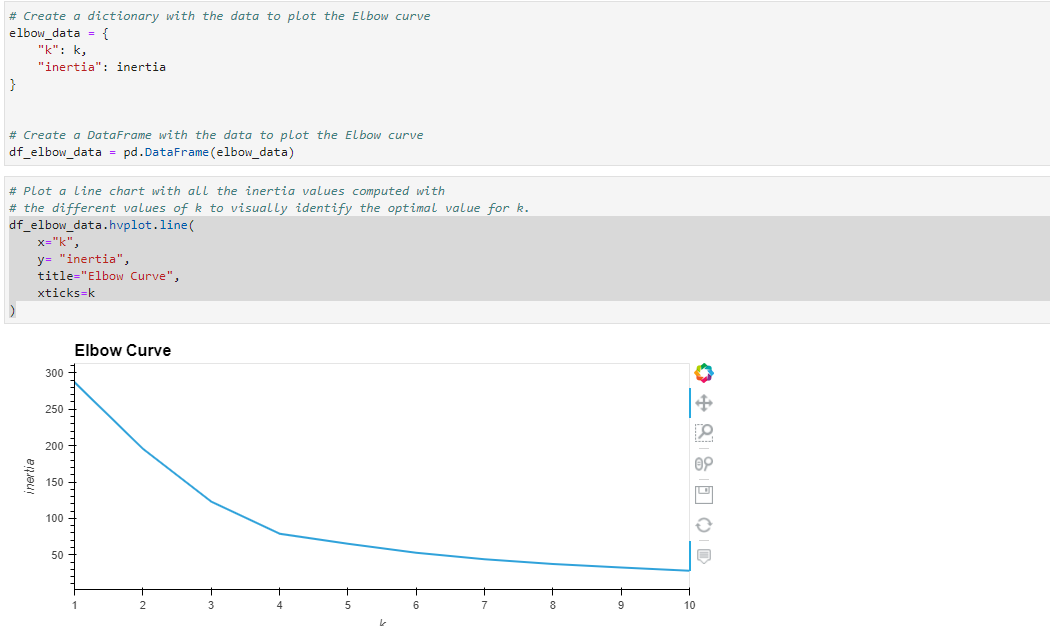 # Create a dictionary with the data to plot the Elbow curve
elbow_data = {
    "k": k,
    "inertia": inertia
}
# Create a DataFrame with the data to plot the Elbow curve
df_elbow_data = pd.DataFrame(elbow_data)
# Plot a line chart with all the inertia values computed with
# the different values of k to visually identify the optimal value for k.
df_elbow_data.hvplot.line(
    x="k",
    y= "inertia",
    title="Elbow Curve",
    xticks=k
)
Elbow Curve
300
250
200
150
100
50
inertia
1 2 3 4 5 6 7 8 9 10
k